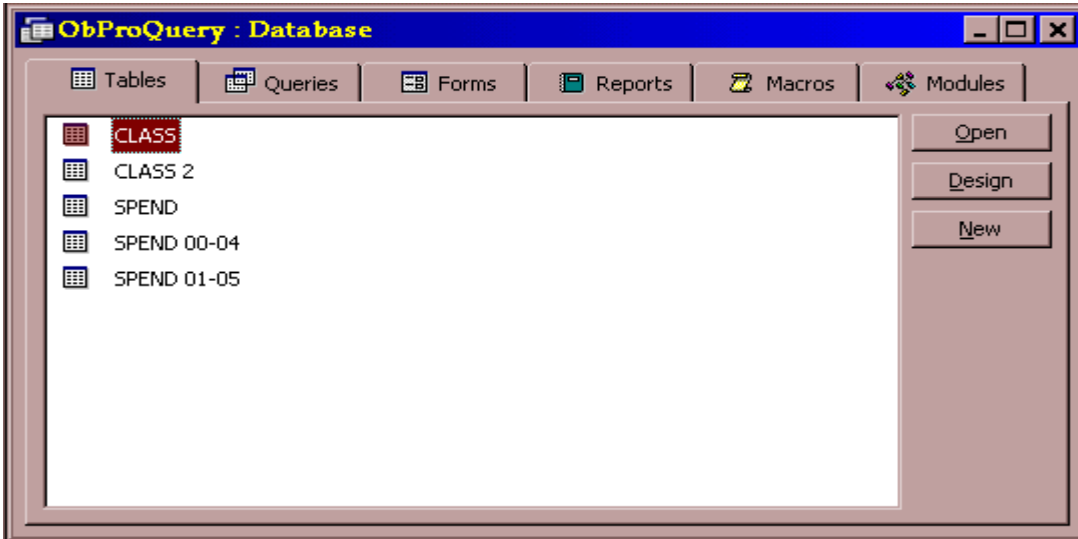 ObProQuery : Database
Tables Queries Forms Reports Macros Modules
CLASS
CLASS 2
SPEND
SPEND 00-04
SPEND 01-05
Open
Design
New